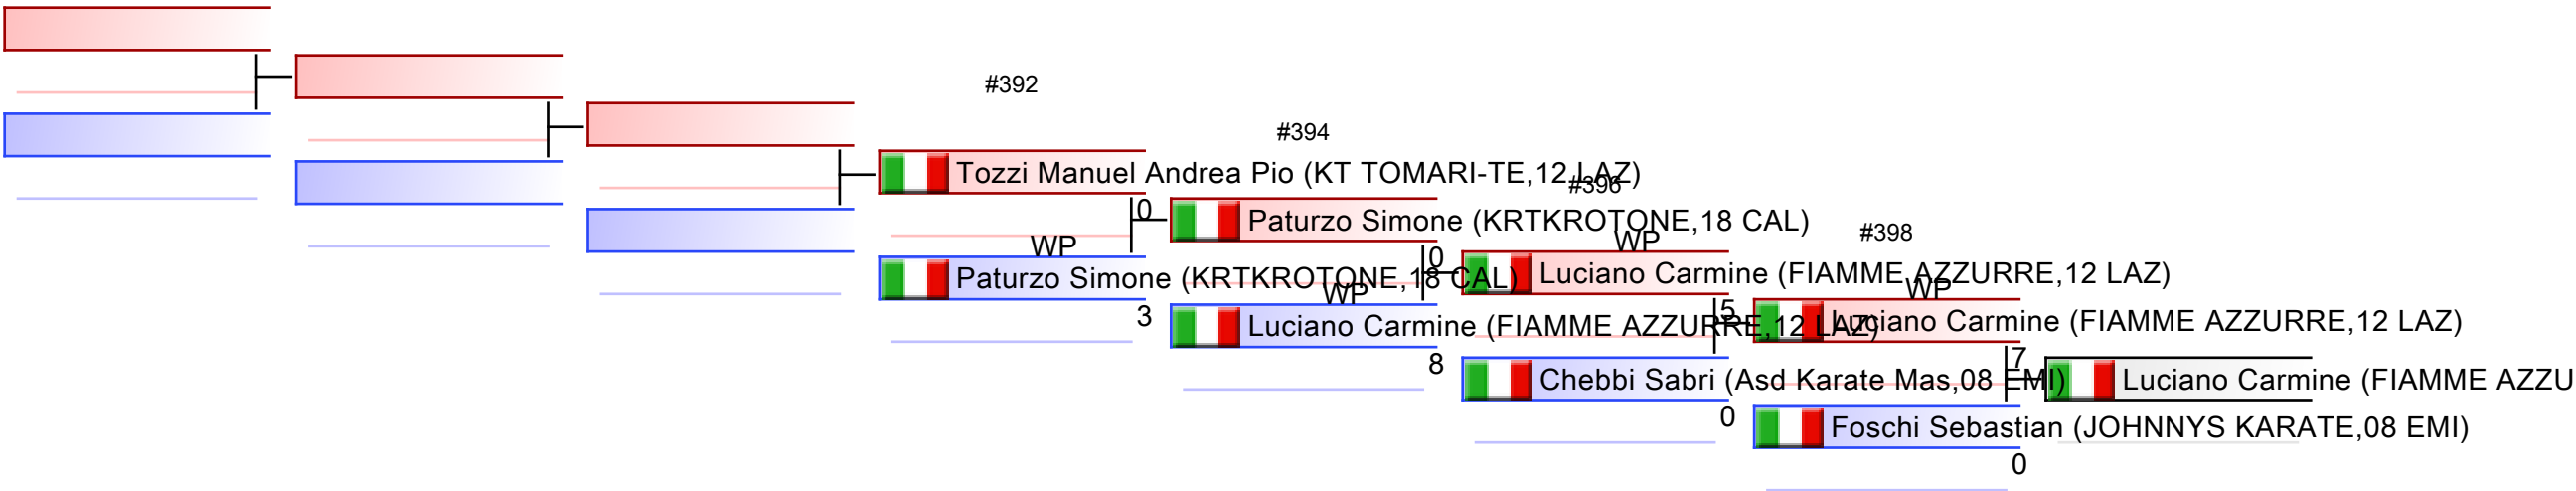 #392
#394
Tozzi Manuel Andrea Pio (KT TOMARI-TE,12 LAZ)
#396
0
Paturzo Simone (KRTKROTONE,18 CAL)
WP
WP
#398
0
Paturzo Simone (KRTKROTONE,18 CAL)
Luciano Carmine (FIAMME AZZURRE,12 LAZ)
WP
WP
3
Luciano Carmine (FIAMME AZZURRE,12 LAZ)
5
Luciano Carmine (FIAMME AZZURRE,12 LAZ)
8
7
Chebbi Sabri (Asd Karate Mas,08 EMI)
Luciano Carmine (FIAMME AZZU
0
Foschi Sebastian (JOHNNYS KARATE,08 EMI)
0